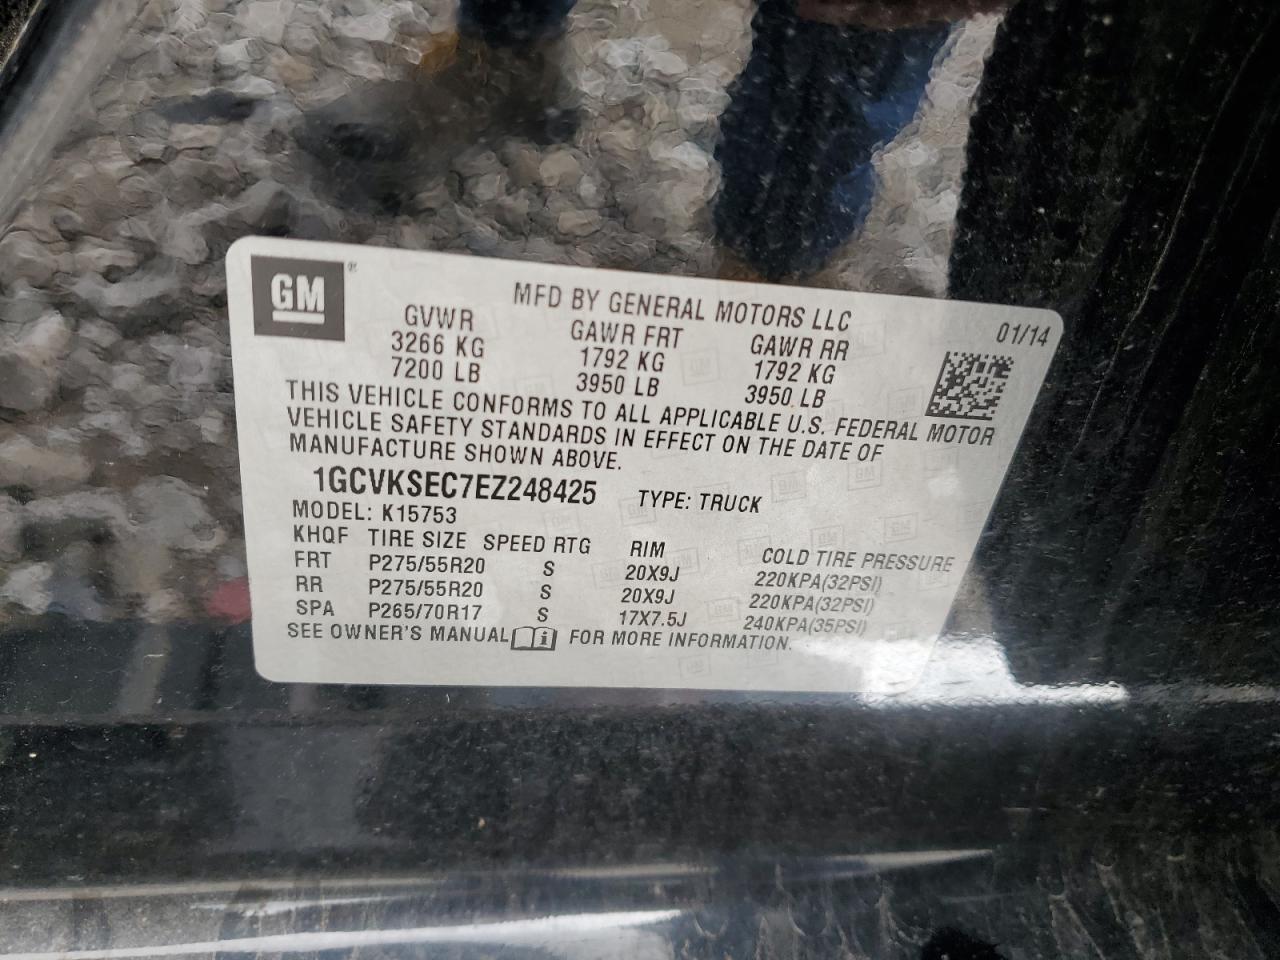 GM®
MFD BY GENERAL MOTORS LLC
01/14
GVWR GAWR FRT GAWR RR
3266 KG 1792 KG 1792 KG
7200 LB 3950 LB 3950 LB
THIS VEHICLE CONFORMS TO ALL APPLICABLE U.S. FEDERAL MOTOR
VEHICLE SAFETY STANDARDS IN EFFECT ON THE DATE OF
MANUFACTURE SHOWN ABOVE.
1GCVKSEC7EZ248425 TYPE: TRUCK
MODEL: K15753
KHQF TIRE SIZE SPEED RTG RIM COLD TIRE PRESSURE
FRT P275/55R20 S 20X9J 220KPA(32PSI)
RR P275/55R20 S 20X9J 220KPA(32PSI)
SPA P265/70R17 S 17X7.5J 240KPA(35PSI)
SEE OWNER'S MANUAL i FOR MORE INFORMATION.